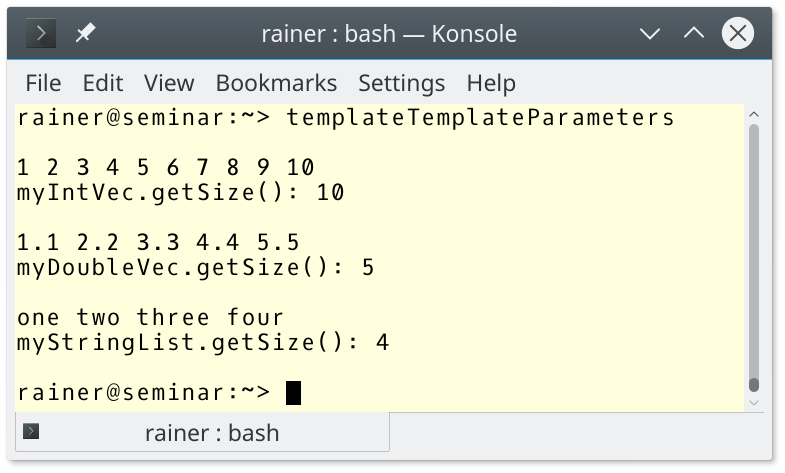 rainer : bash — Konsole
File Edit View Bookmarks Settings Help
rainer@seminar:~> templateTemplateParameters
1 2 3 4 5 6 7 8 9 10
myIntVec.getSize(): 10
1.1 2.2 3.3 4.4 5.5
myDoubleVec.getSize(): 5
one two three four
myStringList.getSize(): 4
rainer@seminar:~>
rainer : bash